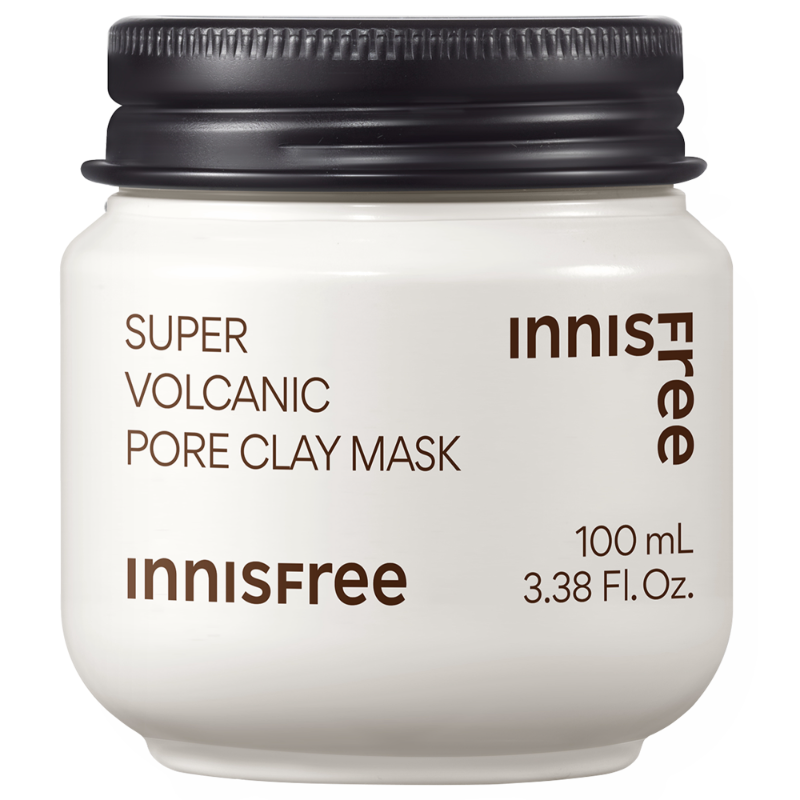 SUPER
VOLCANIC
PORE CLAY MASK
INNISFree
INNISFree
100 mL
3.38 Fl. Oz.